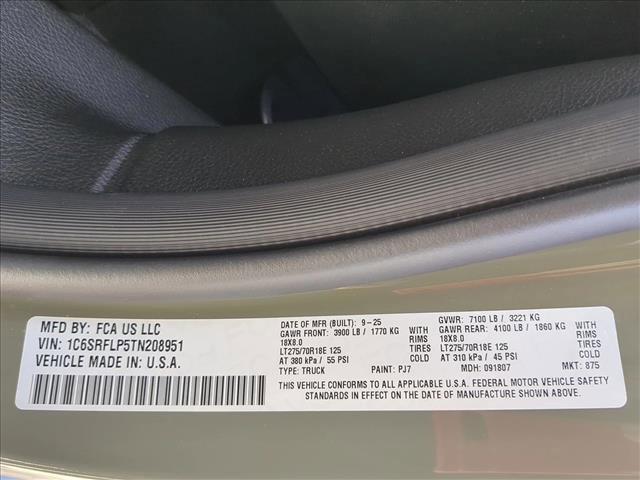 MFD BY: FCA US LLC
VIN: 1C6SRFLP5TN208951
VEHICLE MADE IN: U.S.A.
DATE OF MFR (BUILT): 9-25
GAWR FRONT: 3900 LB / 1770 KG WITH
18X8.0 RIMS
LT275/70R18E 125 TIRES
AT 380 kPa / 55 PSI COLD
TYPE: TRUCK PAINT: PJ7
GVWR: 7100 LB / 3221 KG
GAWR REAR: 4100 LB / 1860 KG WITH
18X8.0 RIMS
LT275/70R18E 125 TIRES
AT 310 kPa / 45 PSI COLD
MDH: 091807 MKT: 875
THIS VEHICLE CONFORMS TO ALL APPLICABLE U.S.A. FEDERAL MOTOR VEHICLE SAFETY
STANDARDS IN EFFECT ON THE DATE OF MANUFACTURE SHOWN ABOVE.